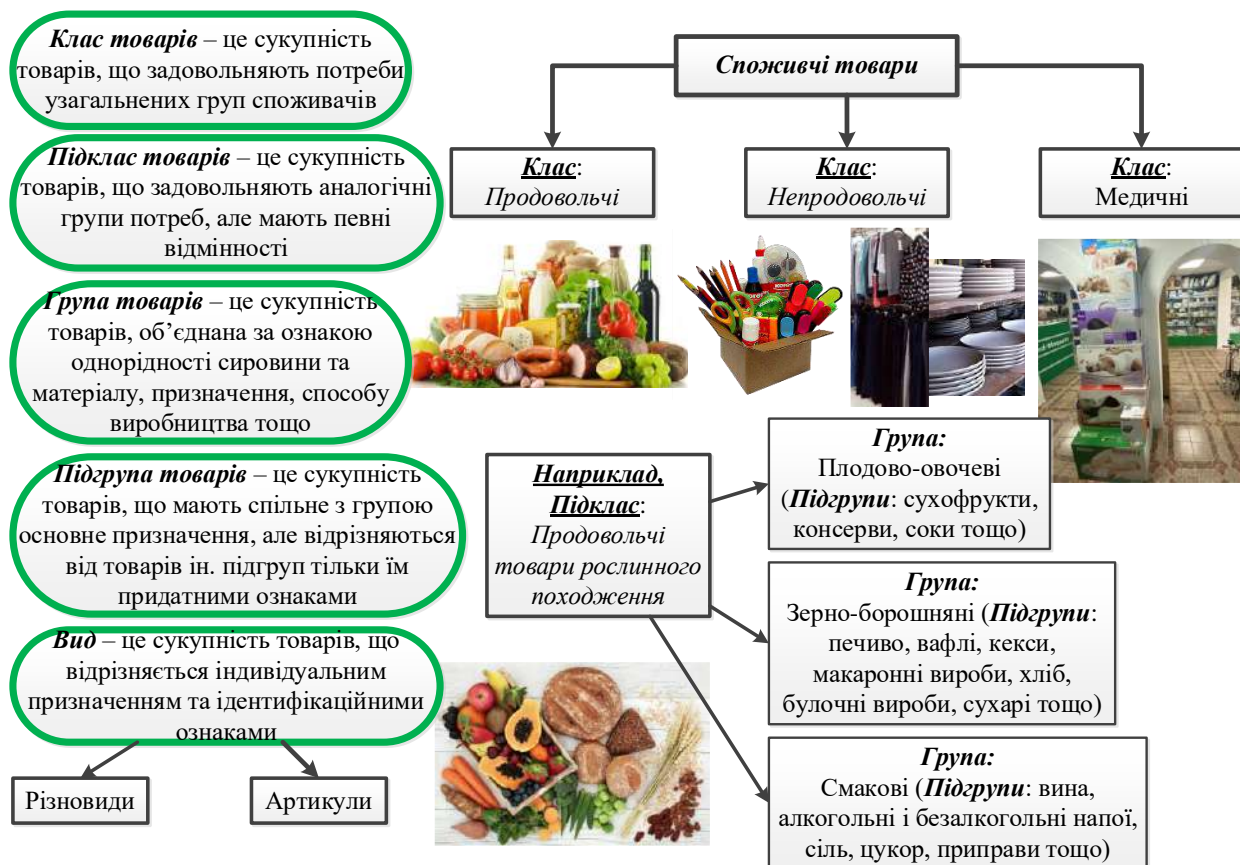 Клас товарів – це сукупність
товарів, що задовольняють потреби
узагальнених груп споживачів
Підклас товарів – це сукупність
товарів, що задовольняють аналогічні
групи потреб, але мають певні
відмінності
Група товарів – це сукупність
товарів, об’єднана за ознакою
однорідності сировини та
матеріалу, призначення, способу
виробництва тощо
Підгрупа товарів – це сукупність
товарів, що мають спільне з групою
основне призначення, але відрізняються
від товарів ін. підгруп тільки їм
придатними ознаками
Вид – це сукупність товарів, що
відрізняється індивідуальним
призначенням та ідентифікаційними
ознаками
Різновиди
Артикули
Споживчі товари
Клас:
Продовольчі
Клас:
Непродовольчі
Клас:
Медичні
Наприклад,
Підклас:
Продовольчі
товари рослинного
походження
Група:
Плодово-овочеві
(Підгрупи: сухофрукти,
консерви, соки тощо)
Група:
Зерно-борошняні (Підгрупи:
печиво, вафлі, кекси,
макаронні вироби, хліб,
булочні вироби, сухарі тощо)
Група:
Смакові (Підгрупи: вина,
алкогольні і безалкогольні напої,
сіль, цукор, приправи тощо)